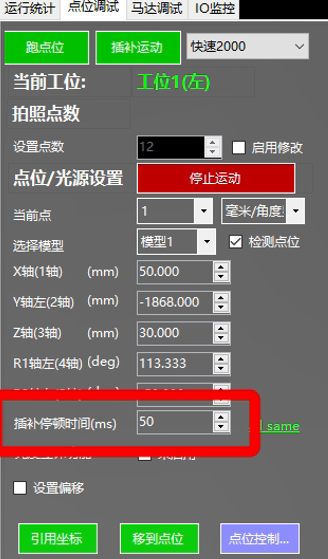 运行统计 点位调试 马达调试 IO监控
跑点位 插补运动 快速2000
当前工位: 工位1(左)
拍照点数
设置点数 12 启用修改
点位/光源设置 停止运动
当前点 1 毫米/角度
选择模型 模型1 检测点位
X轴(1轴) (mm) 50.000
Y轴左(2轴) (mm) -1868.000
Z轴(3轴) (mm) 30.000
R1轴左(4轴) (deg) 113.333
插补停顿时间(ms) 50 same
设置偏移
引用坐标 移到点位 点位控制...